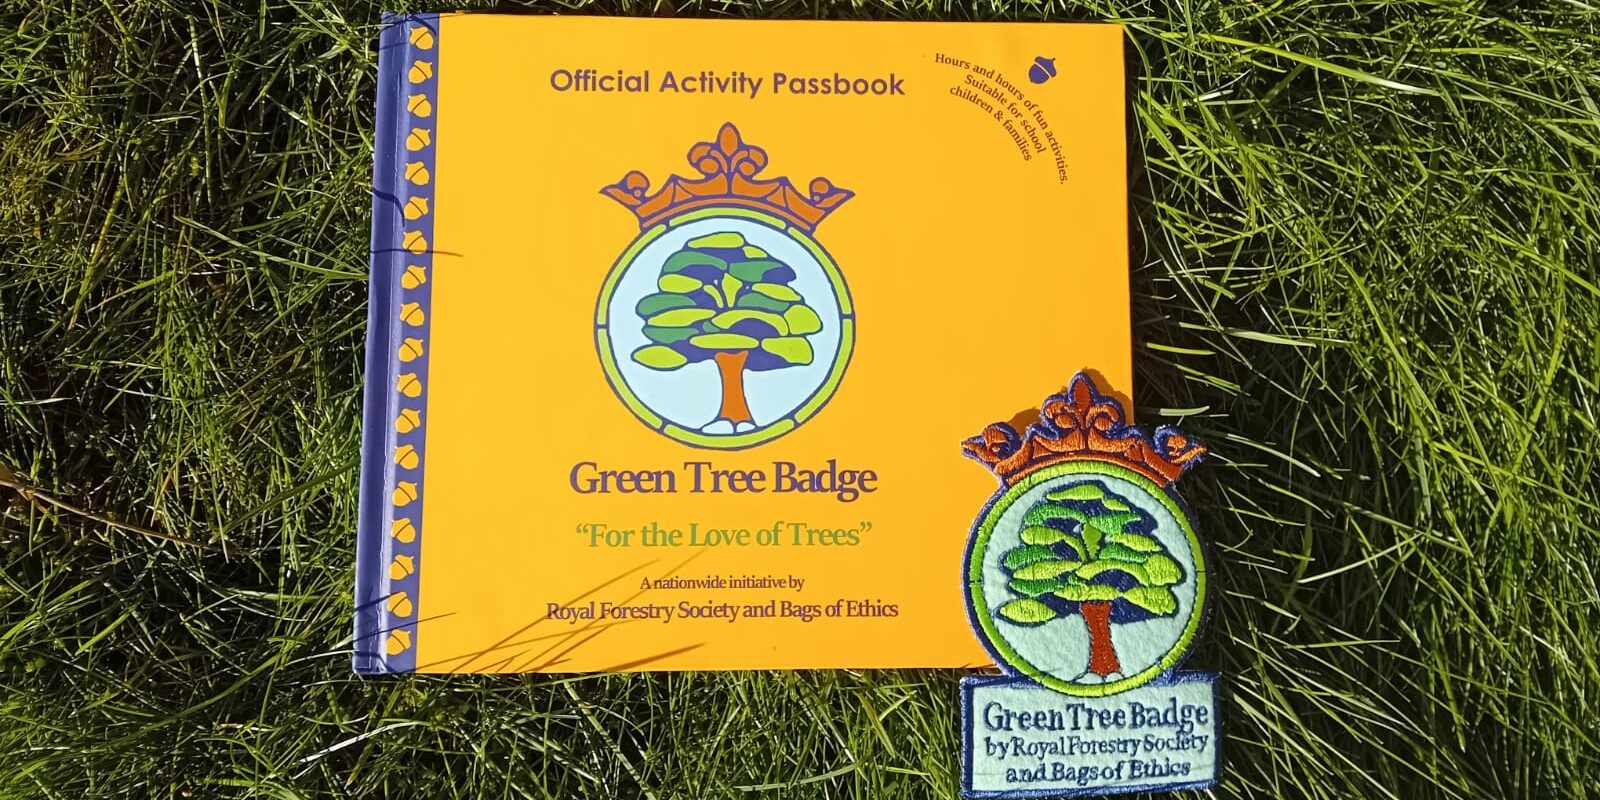 Official Activity Passbook
Hours and hours of fun activities.
Suitable for school
children & families
Green Tree Badge
“For the Love of Trees”
A nationwide initiative by
Royal Forestry Society and Bags of Ethics
Green Tree Badge
by Royal Forestry Society
and Bags of Ethics